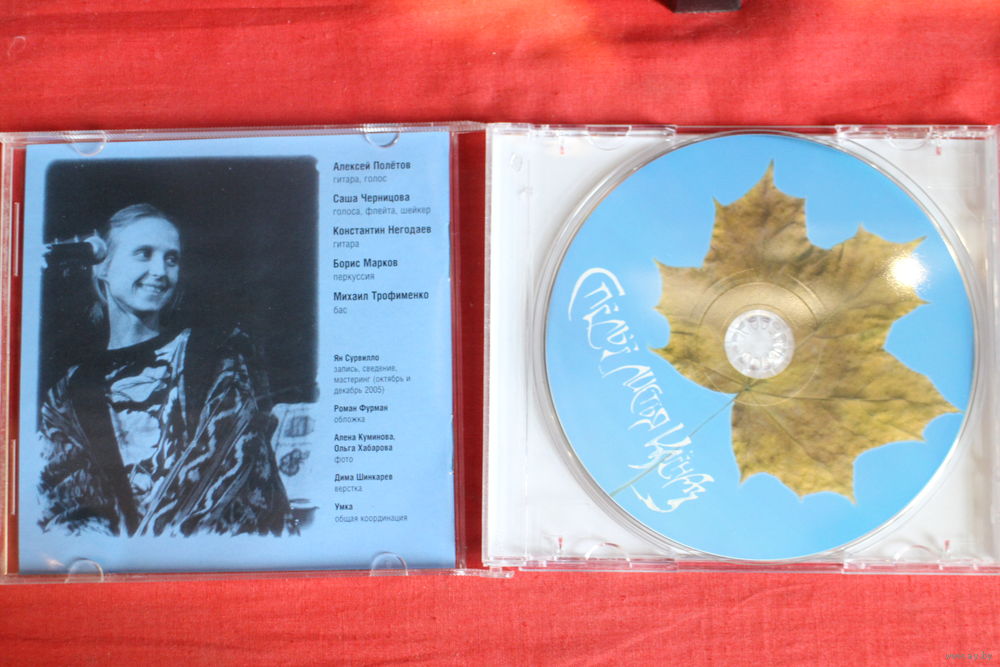 Алексей Полётов
гитара, голос
Саша Черницова
голоса, флейта, шейкер
Константин Негодаев
гитара
Борис Марков
перкуссия
Михаил Трофименко
бас
Ян Сурвилло
запись, сведение,
мастеринг (октябрь и
декабрь 2005)
Роман Фурман
обложка
Алена Куминова,
Ольга Хабарова
фото
Дима Шинкарев
верстка
Умка
общая координация
листья